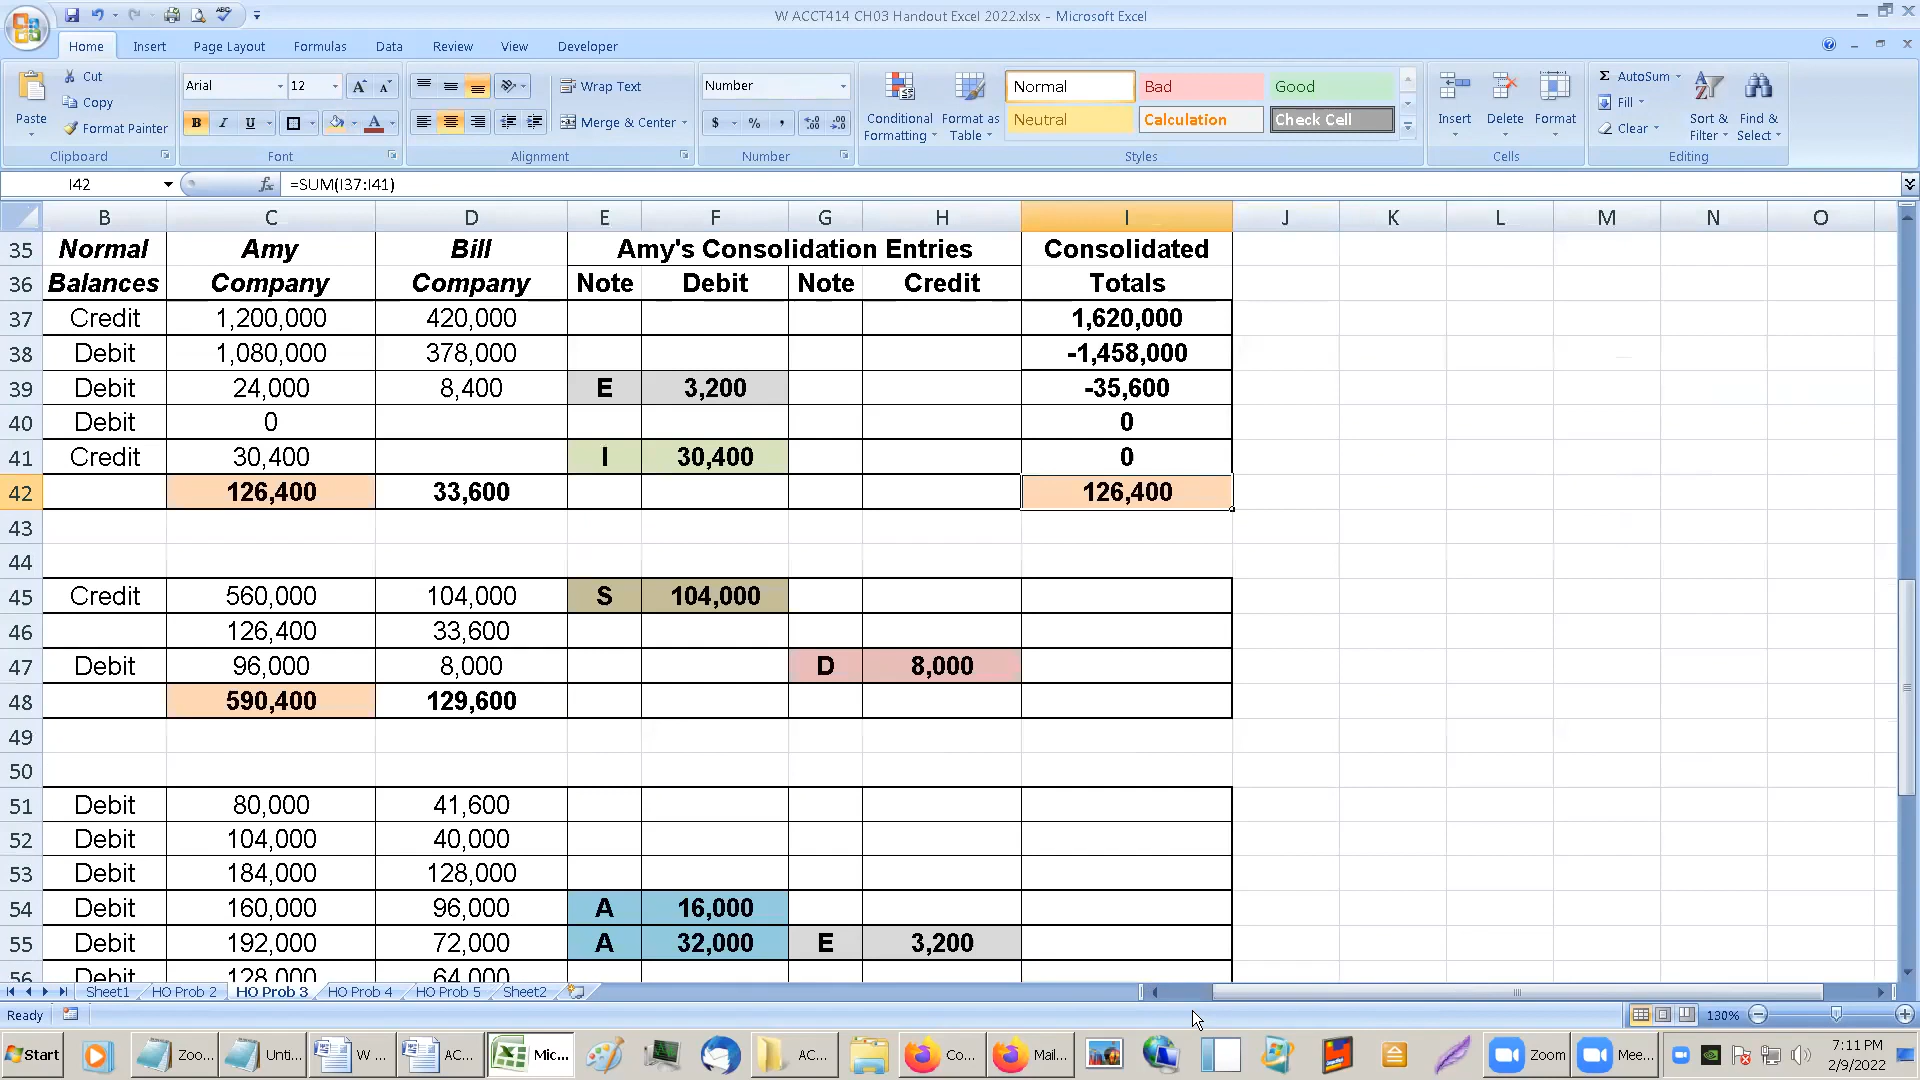 W ACCT414 CH03 Handout Excel 2022.xlsx - Microsoft Excel
Home Insert Page Layout Formulas Data Review View Developer
Paste Cut Copy Format Painter Clipboard
Arial 12 B I U Font
Wrap Text Merge & Center Alignment
Number $ % , Number
Conditional Formatting Format as Table Normal Bad Good Neutral Calculation Check Cell Styles
Insert Delete Format Cells
AutoSum Fill Clear Sort & Filter Find & Select Editing
I42 fx =SUM(I37:I41)
B C D E F G H I J K L M N O
35 Normal Amy Bill Amy's Consolidation Entries Consolidated
36 Balances Company Company Note Debit Note Credit Totals
37 Credit 1,200,000 420,000 1,620,000
38 Debit 1,080,000 378,000 -1,458,000
39 Debit 24,000 8,400 E 3,200 -35,600
40 Debit 0 0
41 Credit 30,400 I 30,400 0
42 126,400 33,600 126,400
43
44
45 Credit 560,000 104,000 S 104,000
46 126,400 33,600
47 Debit 96,000 8,000 D 8,000
48 590,400 129,600
49
50
51 Debit 80,000 41,600
52 Debit 104,000 40,000
53 Debit 184,000 128,000
54 Debit 160,000 96,000 A 16,000
55 Debit 192,000 72,000 A 32,000 E 3,200
56 Debit 128,000 64,000
Sheet1 HO Prob 2 HO Prob 3 HO Prob 4 HO Prob 5 Sheet2
Ready 130%
Start Zoo... Unti... W ... AC... Mic... AC... Co... Mail... Zoom Mee... 7:11 PM
2/9/2022